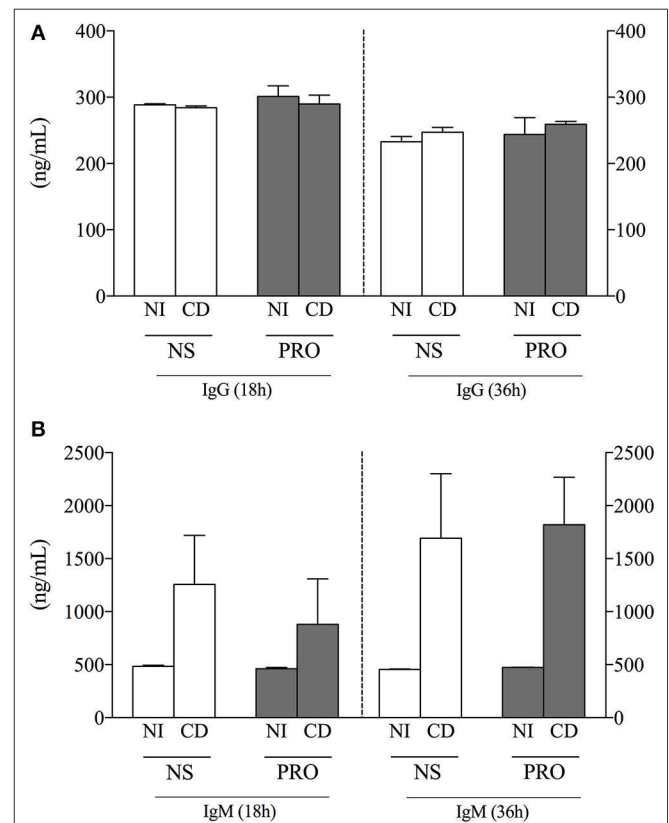 A
400
300
200
100
0
(ng/mL)
400
300
200
100
0
NI CD NI CD NI CD NI CD
NS PRO NS PRO
IgG (18h) IgG (36h)
B
2500
2000
1500
1000
500
0
(ng/mL)
2500
2000
1500
1000
500
0
NI CD NI CD NI CD NI CD
NS PRO NS PRO
IgM (18h) IgM (36h)